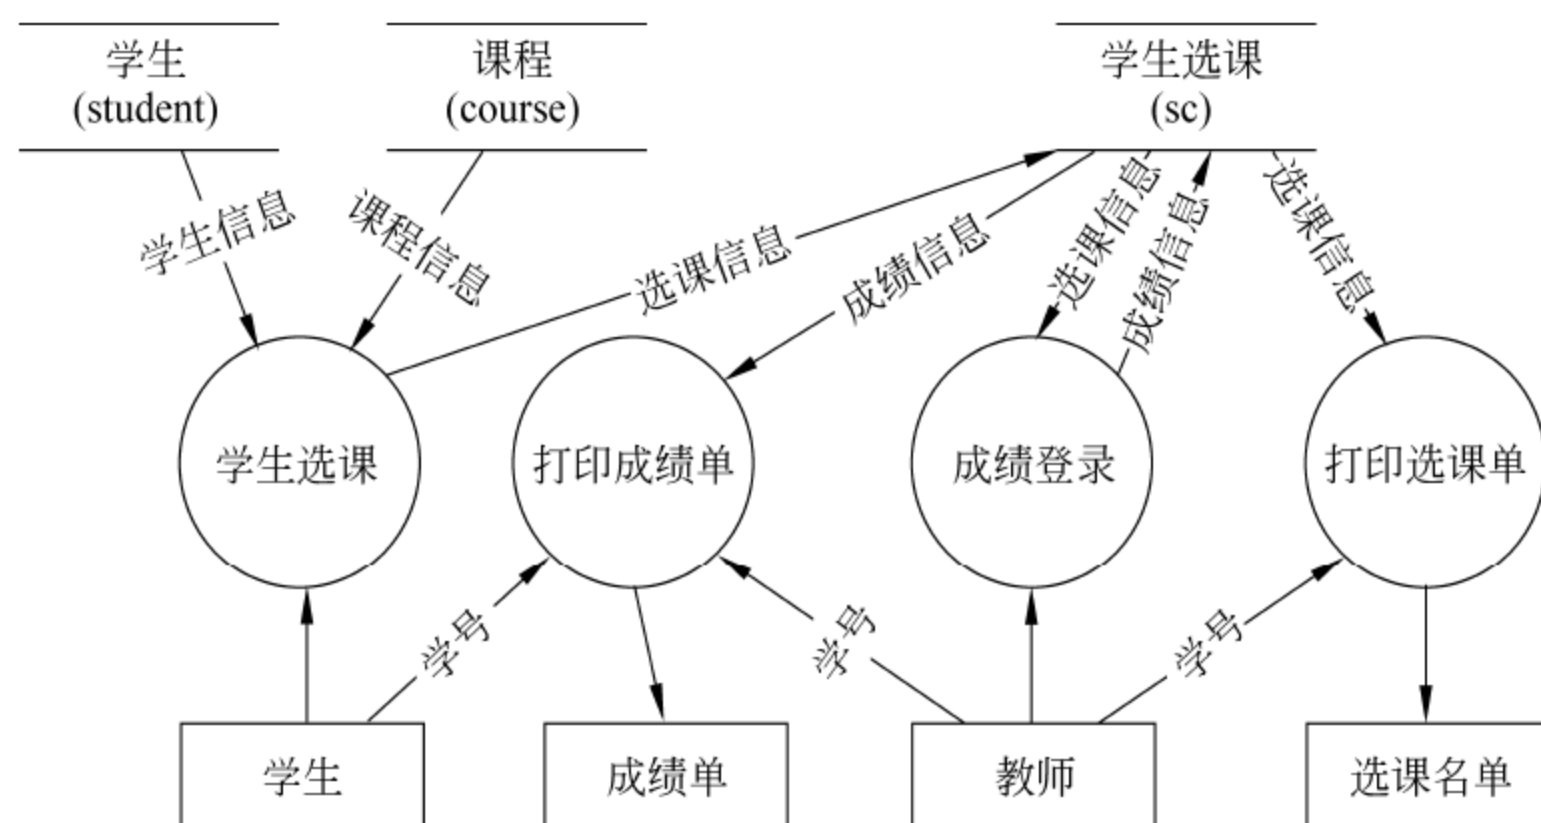 学生
(student)
课程
(course)
学生选课
(sc)
学生信息
课程信息
选课信息
成绩信息
选课信息
成绩信息
选课信息
学生选课
打印成绩单
成绩登录
打印选课单
学号
学号
学号
学生
成绩单
教师
选课名单